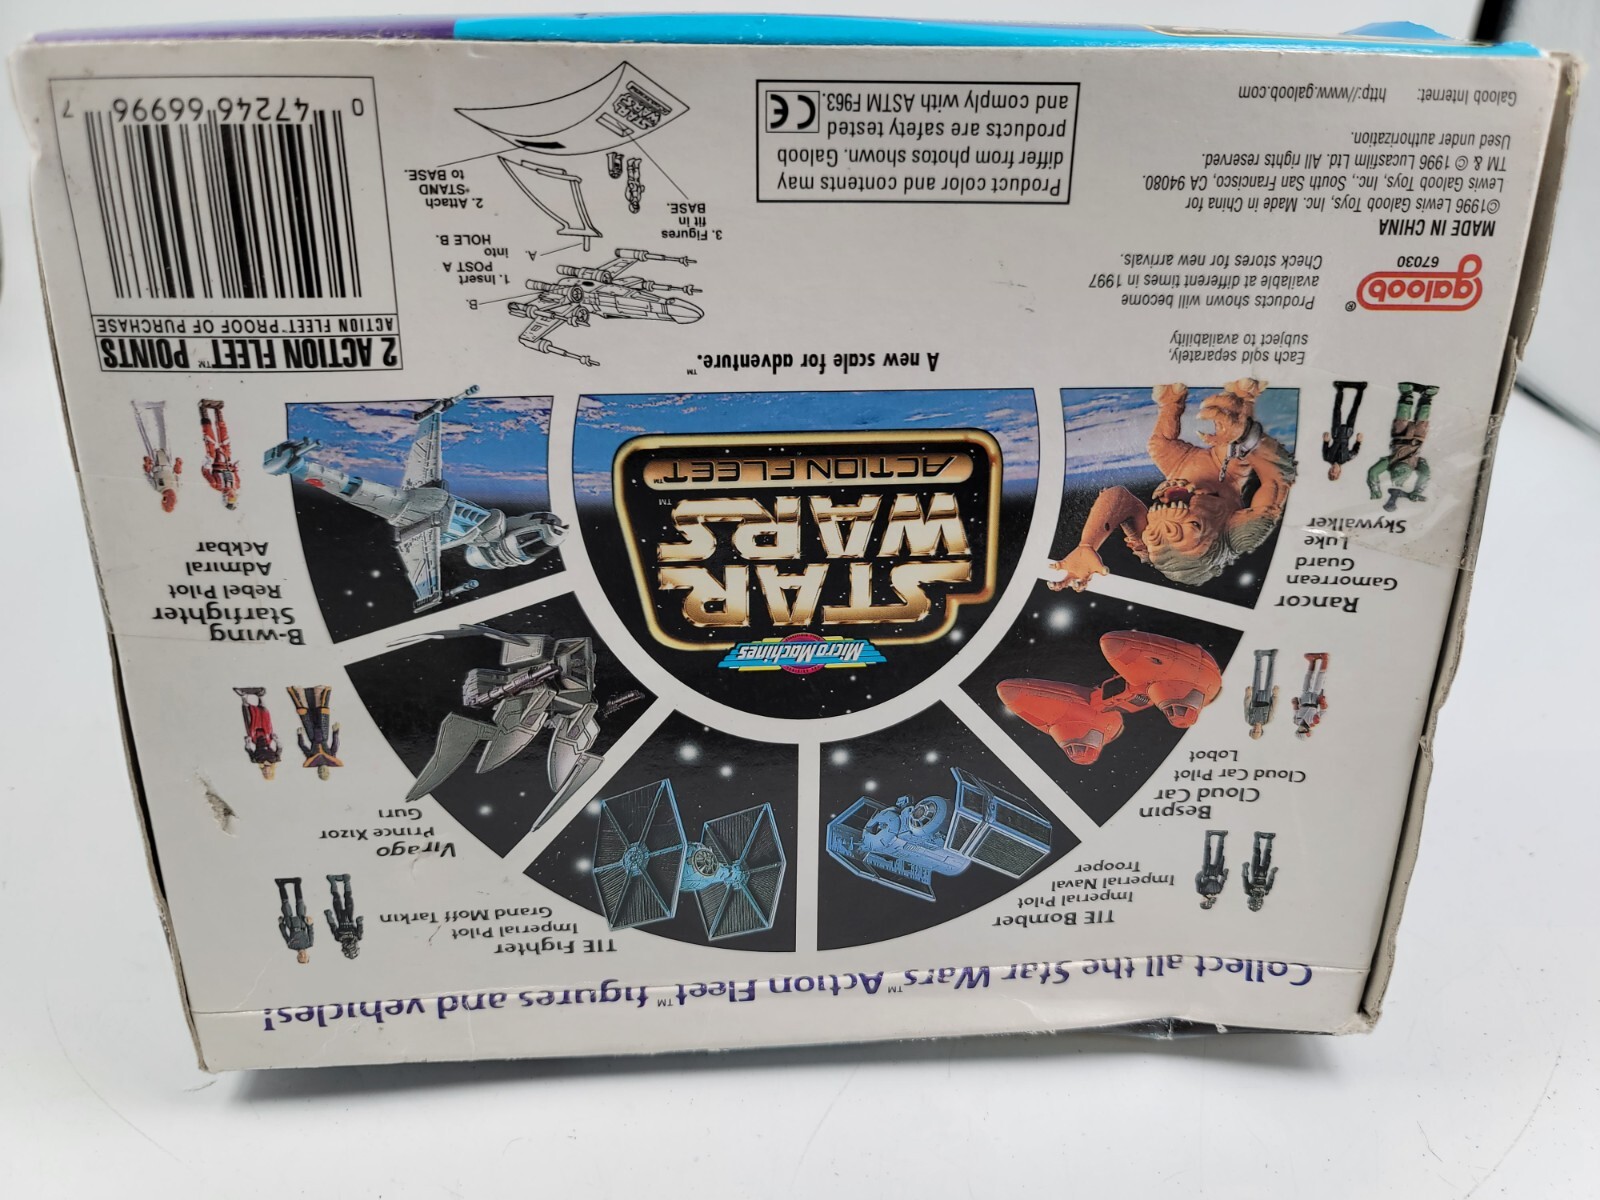 Collect all the Star Wars™ Action Fleet™ figures and vehicles!
TIE Bomber
Imperial Pilot
Imperial Naval
Trooper
TIE Fighter
Imperial Pilot
Grand Moff Tarkin
Bespin
Cloud Car
Cloud Car Pilot
Lobot
Virago
Prince Xizor
Guri
Rancor
Gamorrean
Guard
Luke
Skywalker
B-wing
Starfighter
Rebel Pilot
Admiral
Ackbar
MicroMachines
STAR
WARS™
ACTION FLEET™
A new scale for adventure.™
Each sold separately,
subject to availability
galoob®
67030
Products shown will become
available at different times in 1997
Check stores for new arrivals.
MADE IN CHINA
©1996 Lewis Galoob Toys, Inc. Made in China for
Lewis Galoob Toys, Inc., South San Francisco, CA 94080.
TM & © 1996 Lucasfilm Ltd. All rights reserved.
Used under authorization.
Galoob Internet: http://www.galoob.com
Product color and contents may
differ from photos shown. Galoob
products are safety tested
and comply with ASTM F963.
CE
B.
1. Insert
POST A
into
HOLE B.
A.
3. Figures
fit in
BASE.
2. Attach
*STAND
to BASE.
STAR
WARS
2 ACTION FLEET™ POINTS
ACTION FLEET™ PROOF OF PURCHASE
0 47246 66996 7